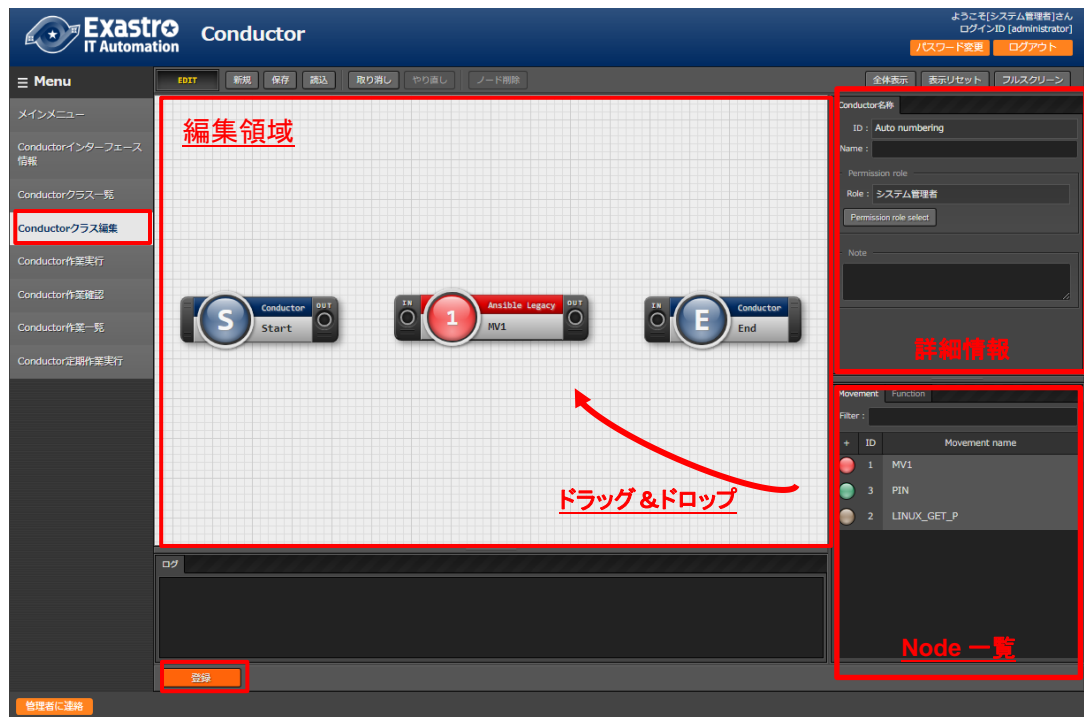 Exastro
IT Automation
Conductor
ようこそ[システム管理者]さん
ログインID [administrator]
パスワード変更 ログアウト
Menu
EDIT 新規 保存 読込 取り消し やり直し ノード削除 全体表示 表示リセット フルスクリーン
メインメニュー
Conductorインターフェース
情報
Conductorクラス一覧
Conductorクラス編集
Conductor作業実行
Conductor作業確認
Conductor作業一覧
Conductor定期作業実行
編集領域
S Conductor OUT
Start
IN 1 Ansible Legacy OUT
MV1
IN E Conductor
End
ドラッグ&ドロップ
Conductor名称
ID : Auto numbering
Name :
Permission role
Role : システム管理者
Permission role select
Note
詳細情報
Movement Function
Filter :
+ ID Movement name
1 MV1
3 PIN
2 LINUX_GET_P
Node 一覧
ログ
登録
管理者に連絡